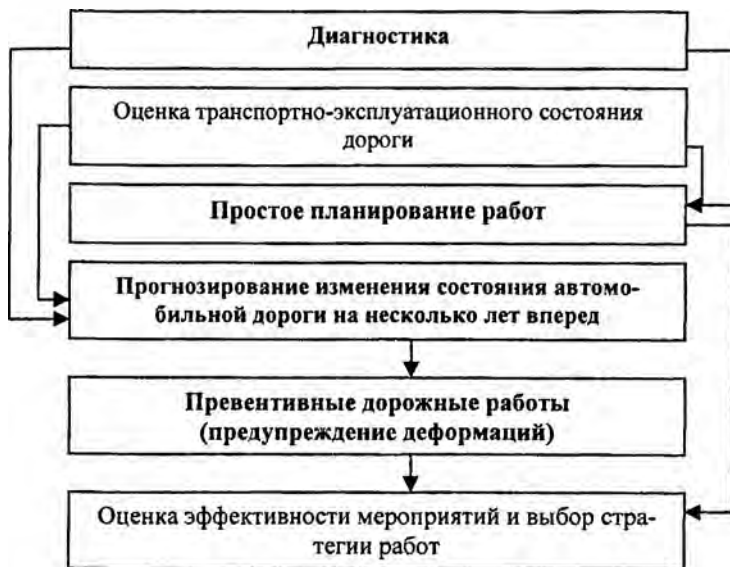 Диагностика
Оценка транспортно-эксплуатационного состояния
дороги
Простое планирование работ
Прогнозирование изменения состояния автомо-
бильной дороги на несколько лет вперед
Превентивные дорожные работы
(предупреждение деформаций)
Оценка эффективности мероприятий и выбор стра-
тегии работ